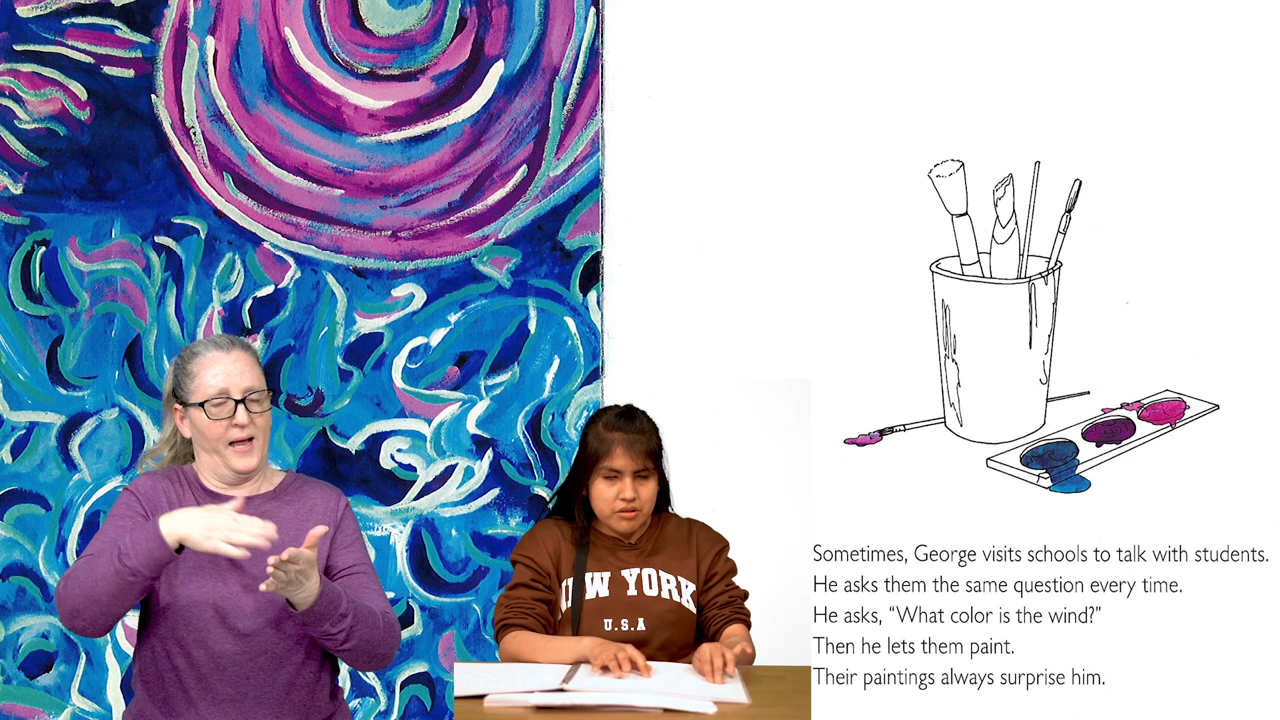 NEW YORK
U.S.A
Sometimes, George visits schools to talk with students.
He asks them the same question every time.
He asks, “What color is the wind?”
Then he lets them paint.
Their paintings always surprise him.